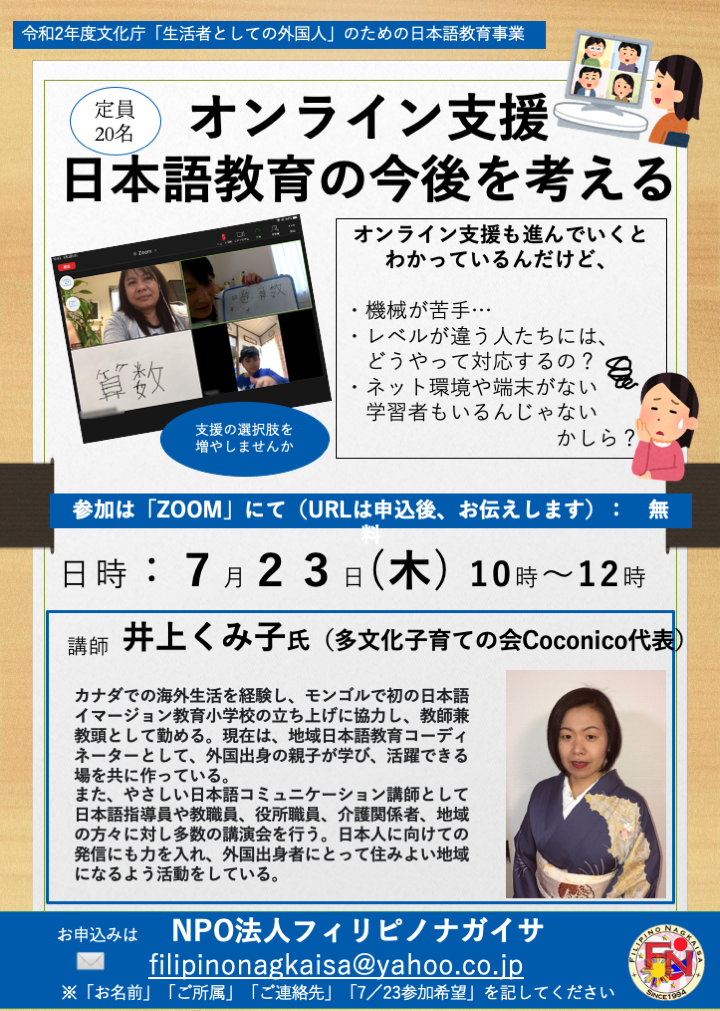 令和2年度文化庁「生活者としての外国人」のための日本語教育事業
定員
20名
オンライン支援
日本語教育の今後を考える
Zoom
算数
算数
オンライン支援も進んでいくと
わかっているんだけど、
・機械が苦手…
・レベルが違う人たちには、
どうやって対応するの？
・ネット環境や端末がない
学習者もいるんじゃない
かしら？
支援の選択肢を
増やしませんか
参加は「ZOOM」にて（URLは申込後、お伝えします）： 無
料
日時：７月２３日(木) 10時～12時
講師 井上くみ子氏（多文化子育ての会Coconico代表）
カナダでの海外生活を経験し、モンゴルで初の日本語
イマージョン教育小学校の立ち上げに協力し、教師兼
教頭として勤める。現在は、地域日本語教育コーディ
ネーターとして、外国出身の親子が学び、活躍できる
場を共に作っている。
また、やさしい日本語コミュニケーション講師として
日本語指導員や教職員、役所職員、介護関係者、地域
の方々に対し多数の講演会を行う。日本人に向けての
発信にも力を入れ、外国出身者にとって住みよい地域
になるよう活動をしている。
お申込みは NPO法人フィリピノナガイサ
filipinonagkaisa@yahoo.co.jp
※「お名前」「ご所属」「ご連絡先」「7／23参加希望」を記してください
FILIPINO NAGKAISA
FN
SINCE1994